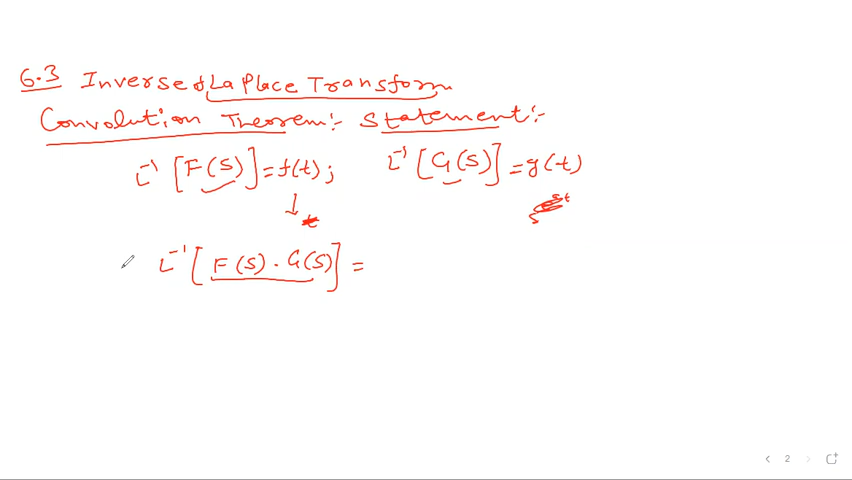 6.3 Inverse of LaPlace Transform
Convolution Theorem:- Statement:-
L⁻¹ [F(S)] = f(t); L⁻¹ [G(S)] = g(t)
↓
L⁻¹ [F(S) . G(S)] =
2